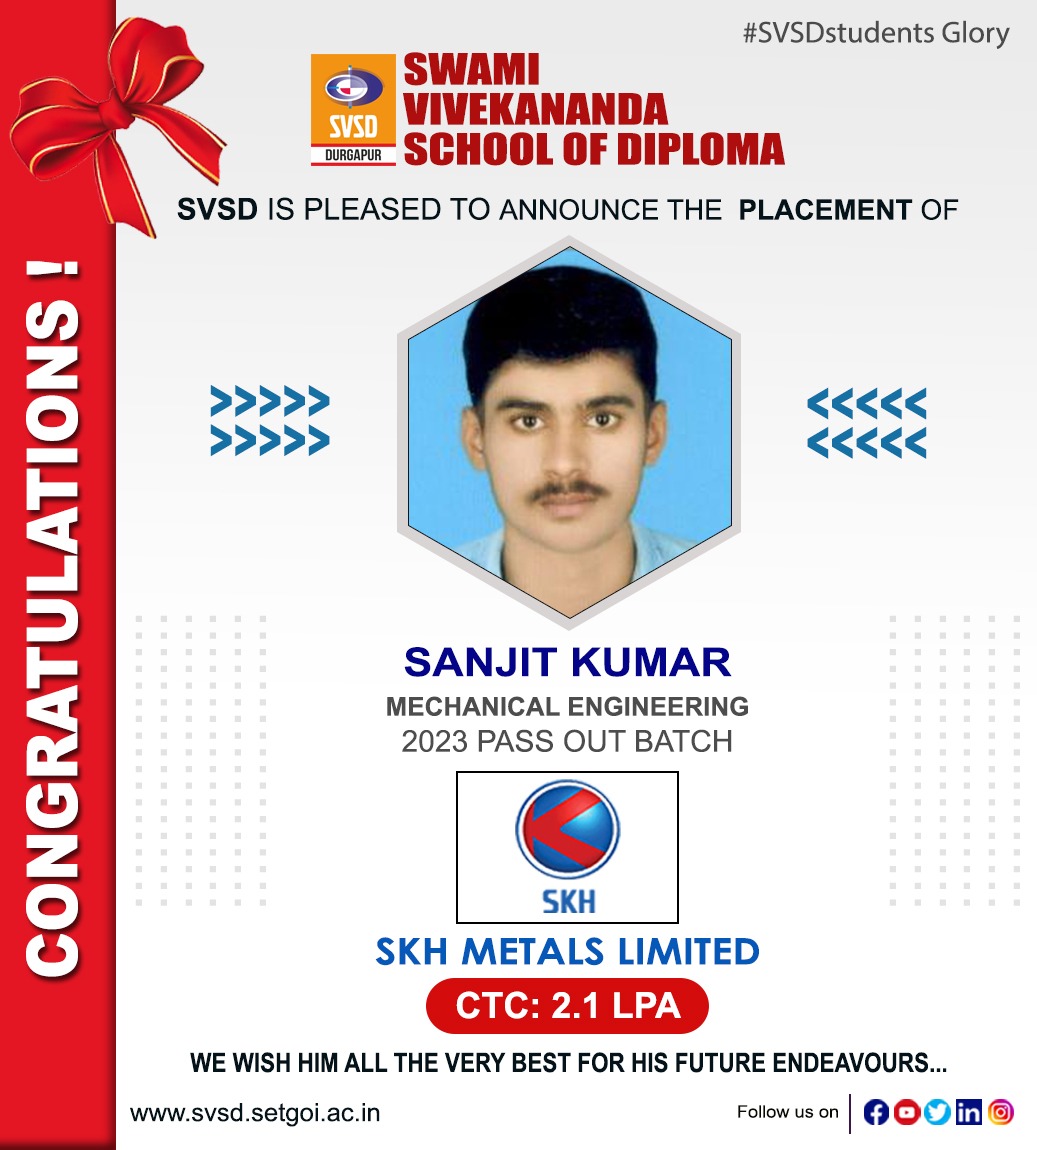 #SVSDstudents Glory
SVSD
DURGAPUR
SWAMI
VIVEKANANDA
SCHOOL OF DIPLOMA
SVSD IS PLEASED TO ANNOUNCE THE PLACEMENT OF
CONGRATULATIONS !
>>>>> <<<<<
>>>>> <<<<<
SANJIT KUMAR
MECHANICAL ENGINEERING
2023 PASS OUT BATCH
SKH
SKH METALS LIMITED
CTC: 2.1 LPA
WE WISH HIM ALL THE VERY BEST FOR HIS FUTURE ENDEAVOURS...
www.svsd.setgoi.ac.in
Follow us on